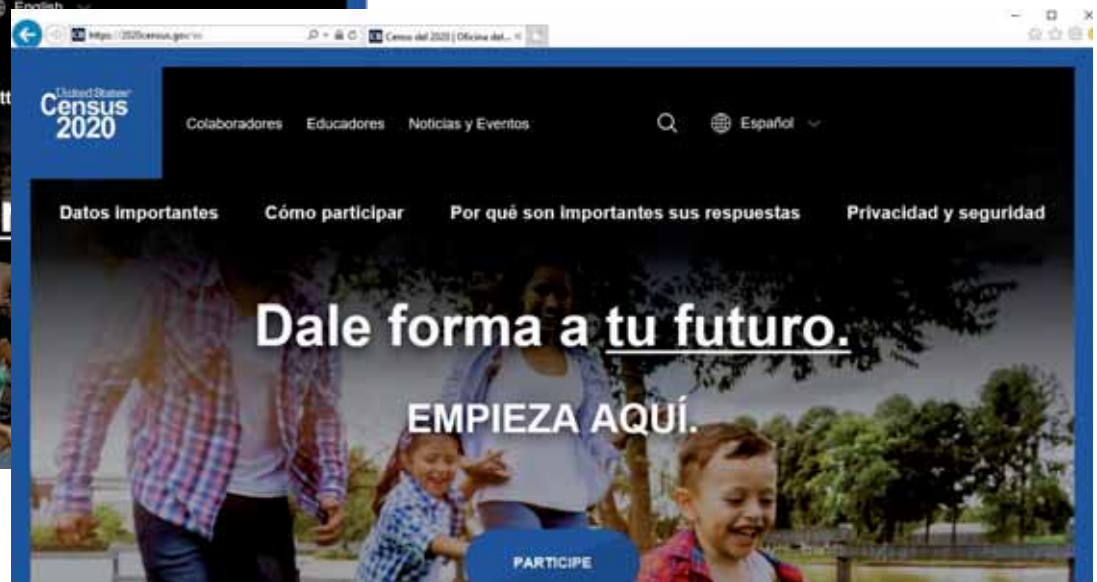 English
https://2020census.gov/es
Censo del 2020 | Oficina del...
United States®
Census
2020
Colaboradores Educadores Noticias y Eventos Español
Datos importantes Cómo participar Por qué son importantes sus respuestas Privacidad y seguridad
Dale forma a tu futuro.
EMPIEZA AQUÍ.
PARTICIPE